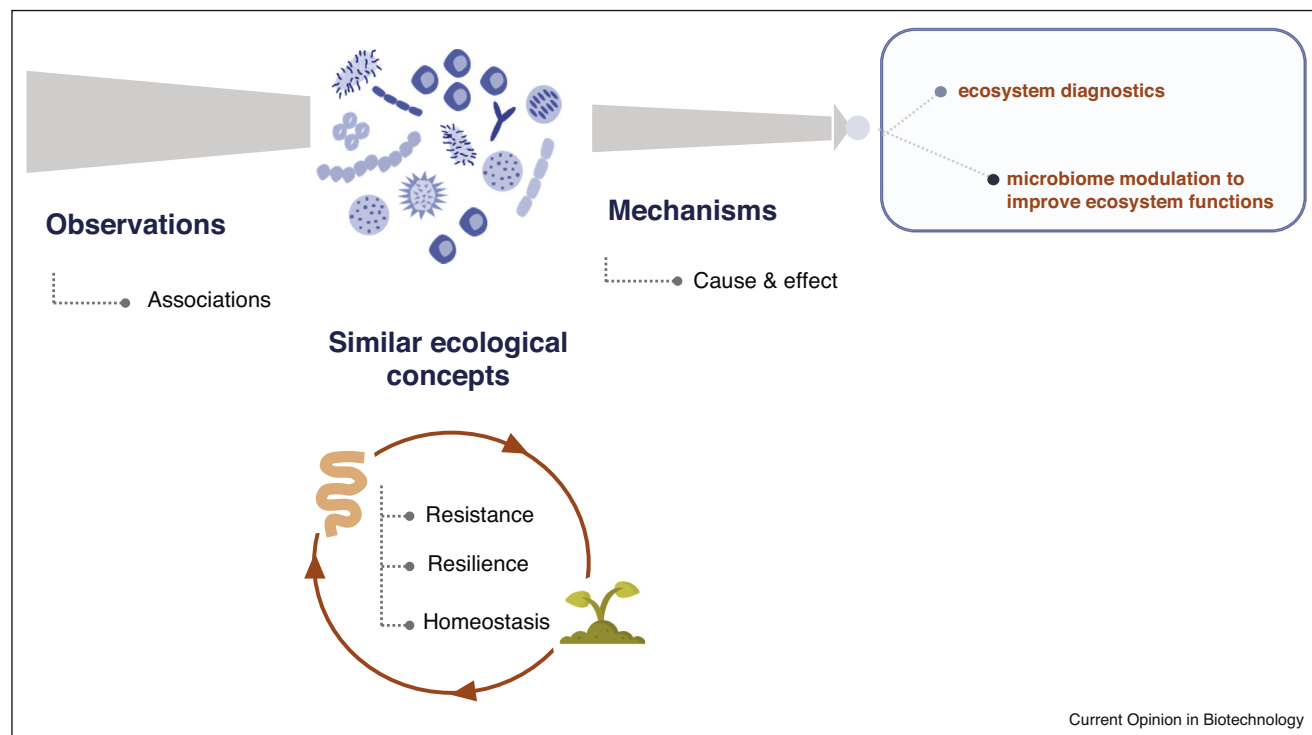 ecosystem diagnostics
microbiome modulation to
improve ecosystem functions
Observations
Mechanisms
Associations
Cause & effect
Similar ecological
concepts
Resistance
Resilience
Homeostasis
Current Opinion in Biotechnology